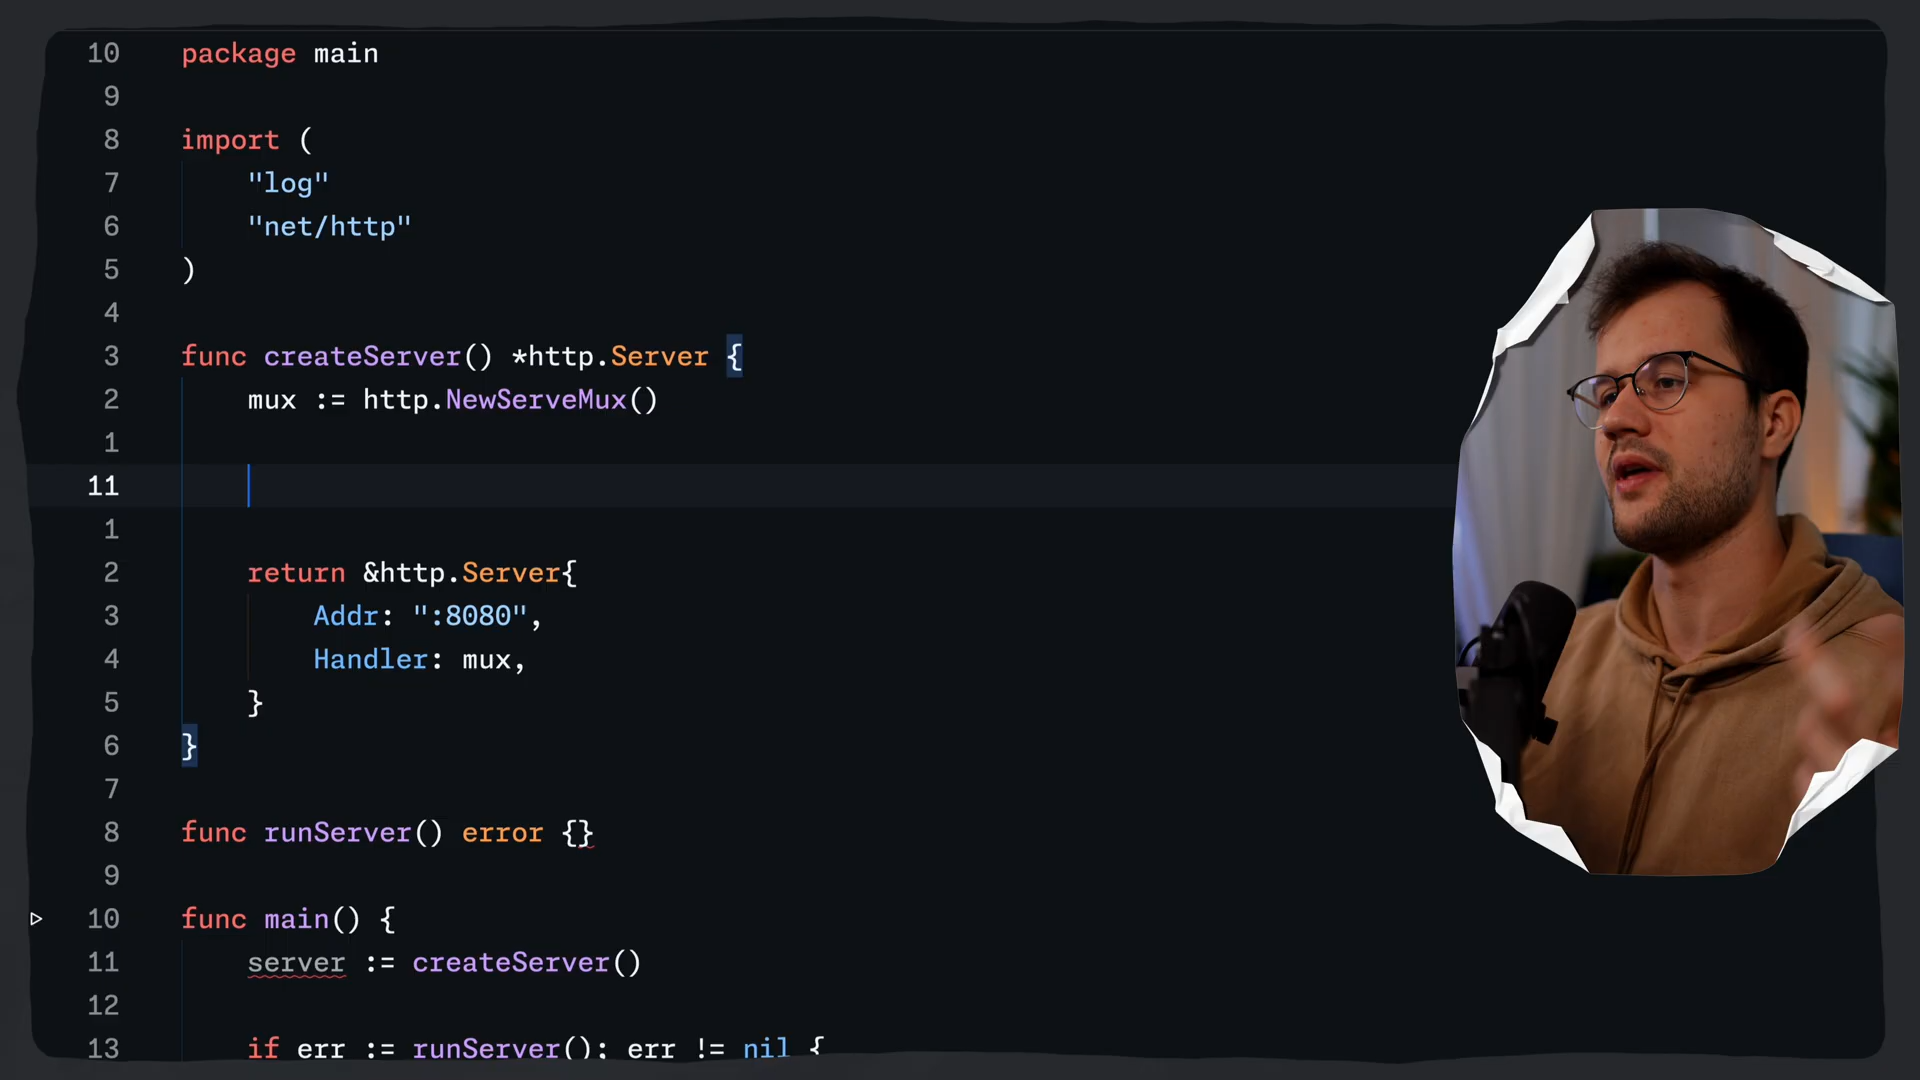 10 package main
9
8 import (
7 "log"
6 "net/http"
5 )
4
3 func createServer() *http.Server {
2 mux := http.NewServeMux()
1
11
1
2 return &http.Server{
3 Addr: ":8080",
4 Handler: mux,
5 }
6 }
7
8 func runServer() error {}
9
10 func main() {
11 server := createServer()
12
13 if err := runServer(); err != nil {